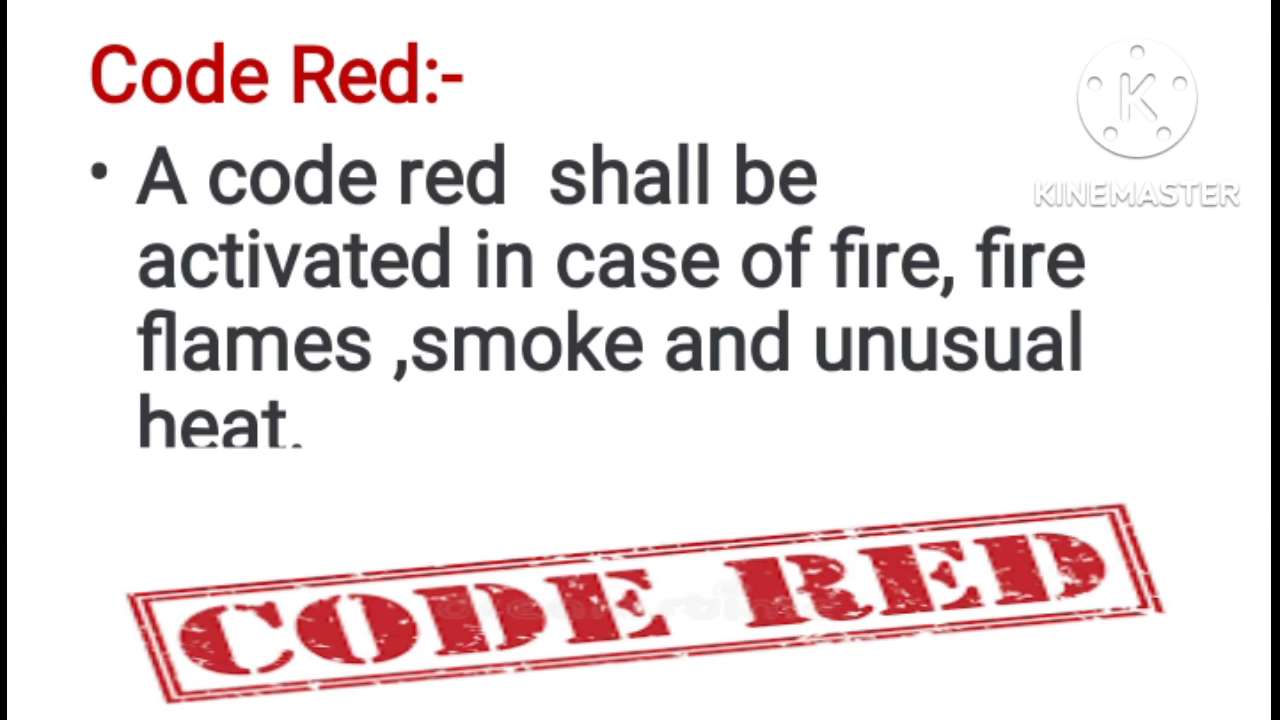 Code Red:-
K
KINEMASTER
• A code red shall be
activated in case of fire, fire
flames ,smoke and unusual
heat.
CODE RED